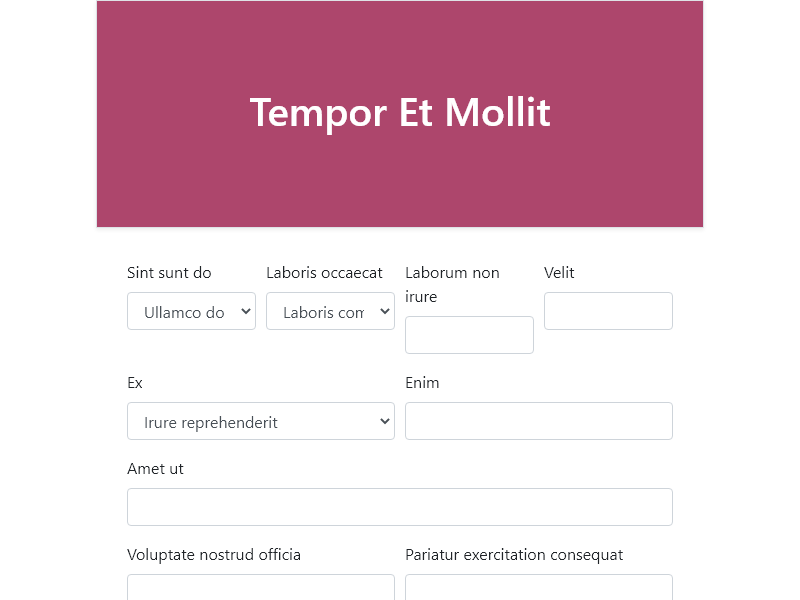 Tempor Et Mollit
Sint sunt do
Laboris occaecat
Laborum non
irure
Velit
Ullamco do
Laboris com
Ex
Enim
Irure reprehenderit
Amet ut
Voluptate nostrud officia
Pariatur exercitation consequat